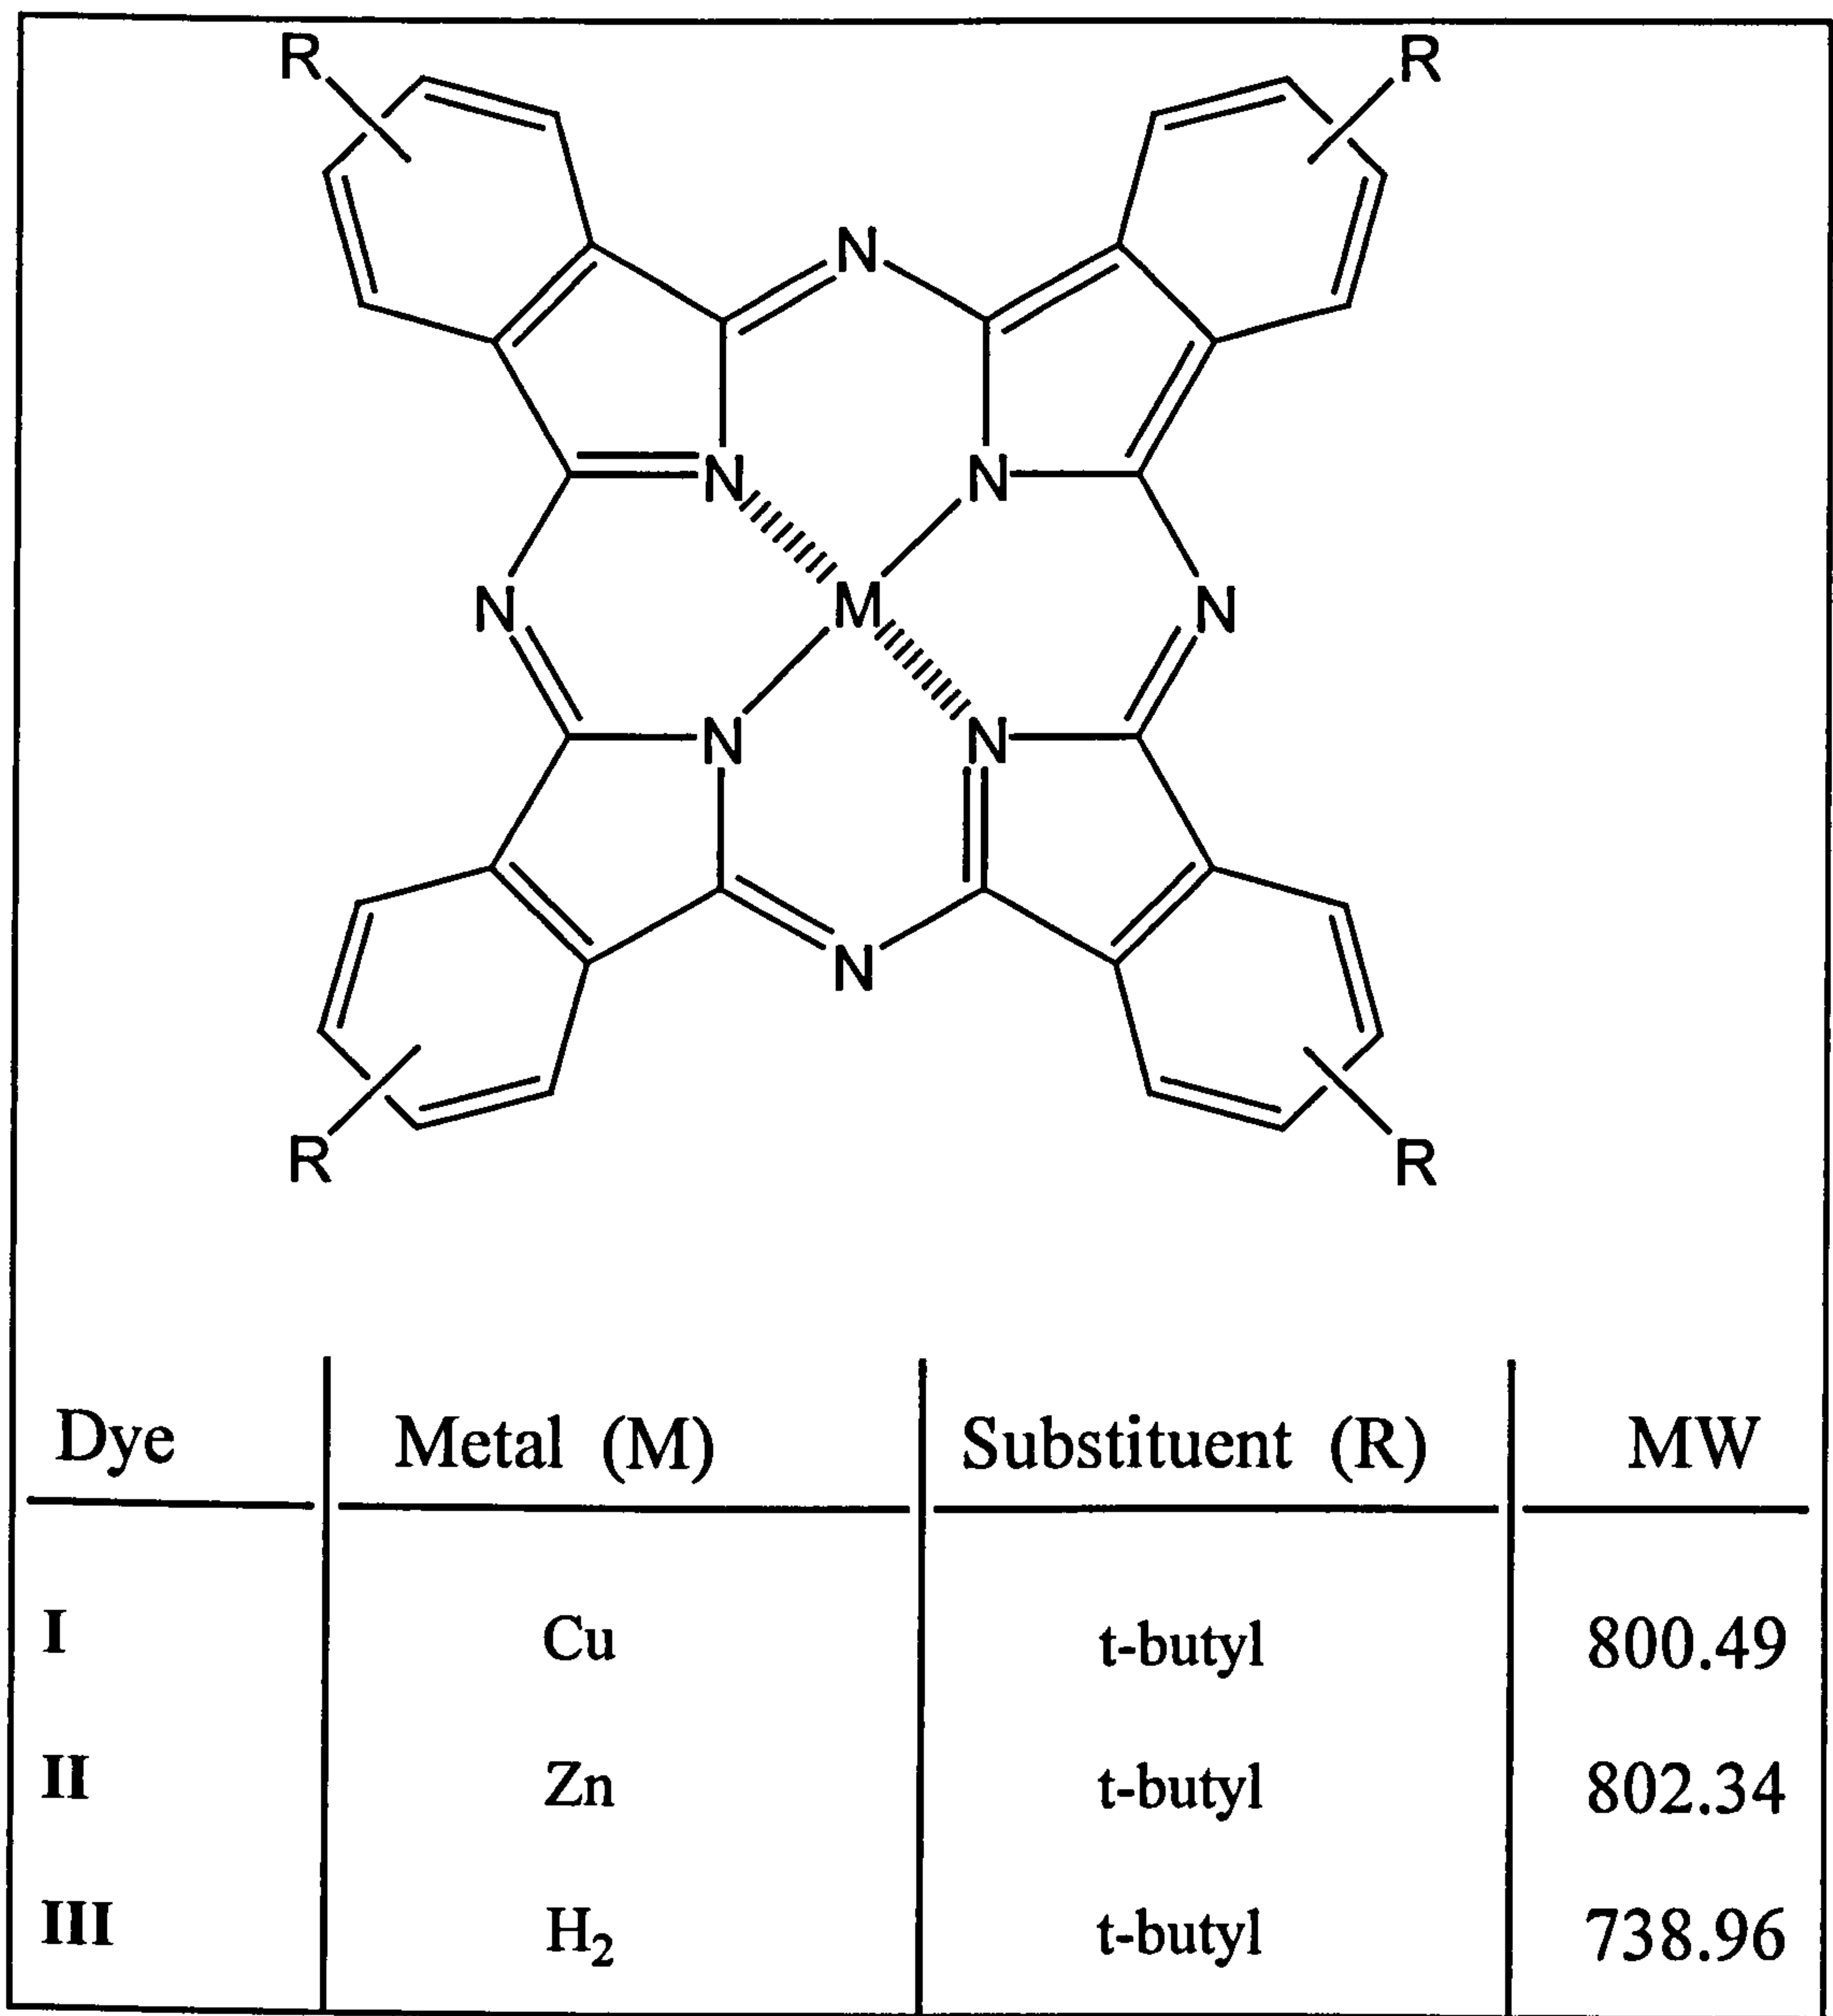 R R
N
N N
N M N
N N
N
R R
Dye Metal (M) Substituent (R) MW
I Cu t-butyl 800.49
II Zn t-butyl 802.34
III H₂ t-butyl 738.96